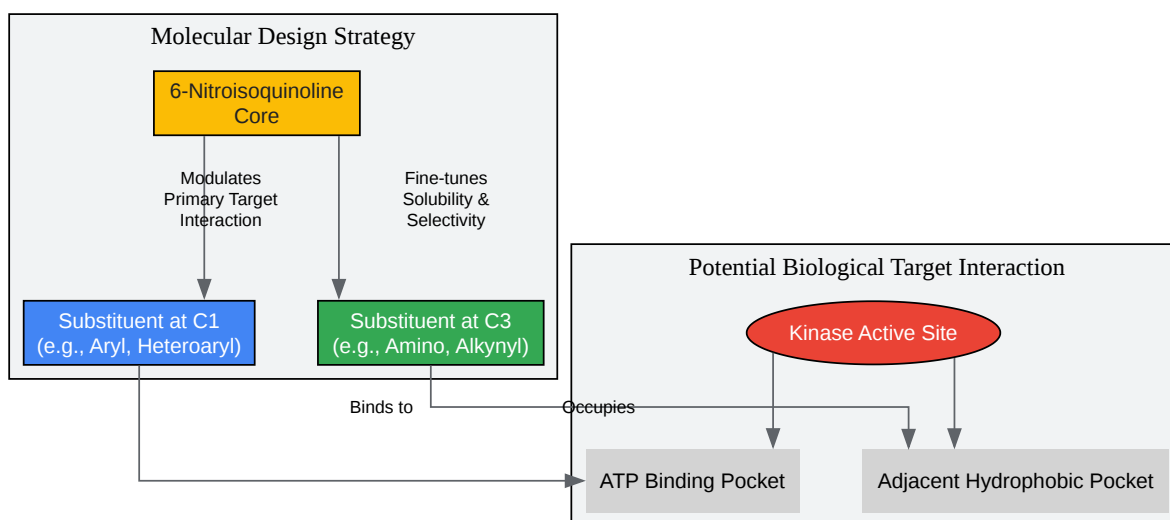 Molecular Design Strategy
6-Nitroisoquinoline
Core
Modulates
Primary Target
Interaction
Fine-tunes
Solubility &
Selectivity
Substituent at C1
(e.g., Aryl, Heteroaryl)
Substituent at C3
(e.g., Amino, Alkynyl)
Potential Biological Target Interaction
Kinase Active Site
Binds to
Occupies
ATP Binding Pocket
Adjacent Hydrophobic Pocket